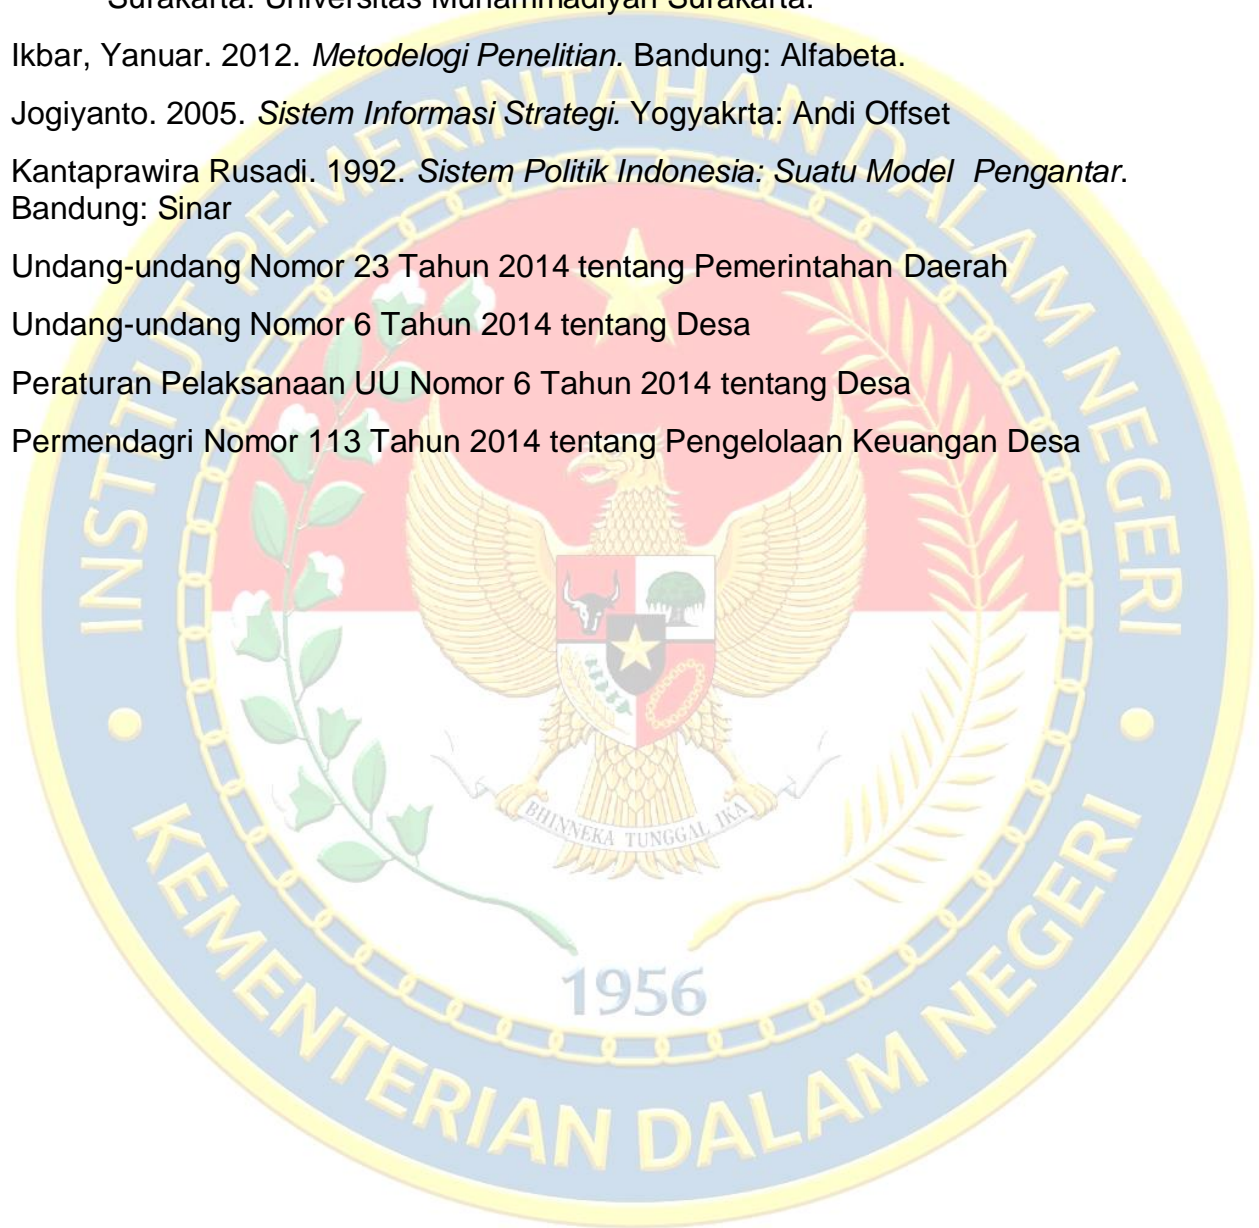 Surakarta: Universitas Muhammadiyah Surakarta.
Ikbar, Yanuar. 2012. Metodelogi Penelitian. Bandung: Alfabeta.
Jogiyanto. 2005. Sistem Informasi Strategi. Yogyakrta: Andi Offset
Kantaprawira Rusadi. 1992. Sistem Politik Indonesia: Suatu Model Pengantar.
Bandung: Sinar
Undang-undang Nomor 23 Tahun 2014 tentang Pemerintahan Daerah
Undang-undang Nomor 6 Tahun 2014 tentang Desa
Peraturan Pelaksanaan UU Nomor 6 Tahun 2014 tentang Desa
Permendagri Nomor 113 Tahun 2014 tentang Pengelolaan Keuangan Desa
INSTITUT PEMERINTAHAN DALAM NEGERI
BHINNEKA TUNGGAL IKA
1956
KEMENTERIAN DALAM NEGERI